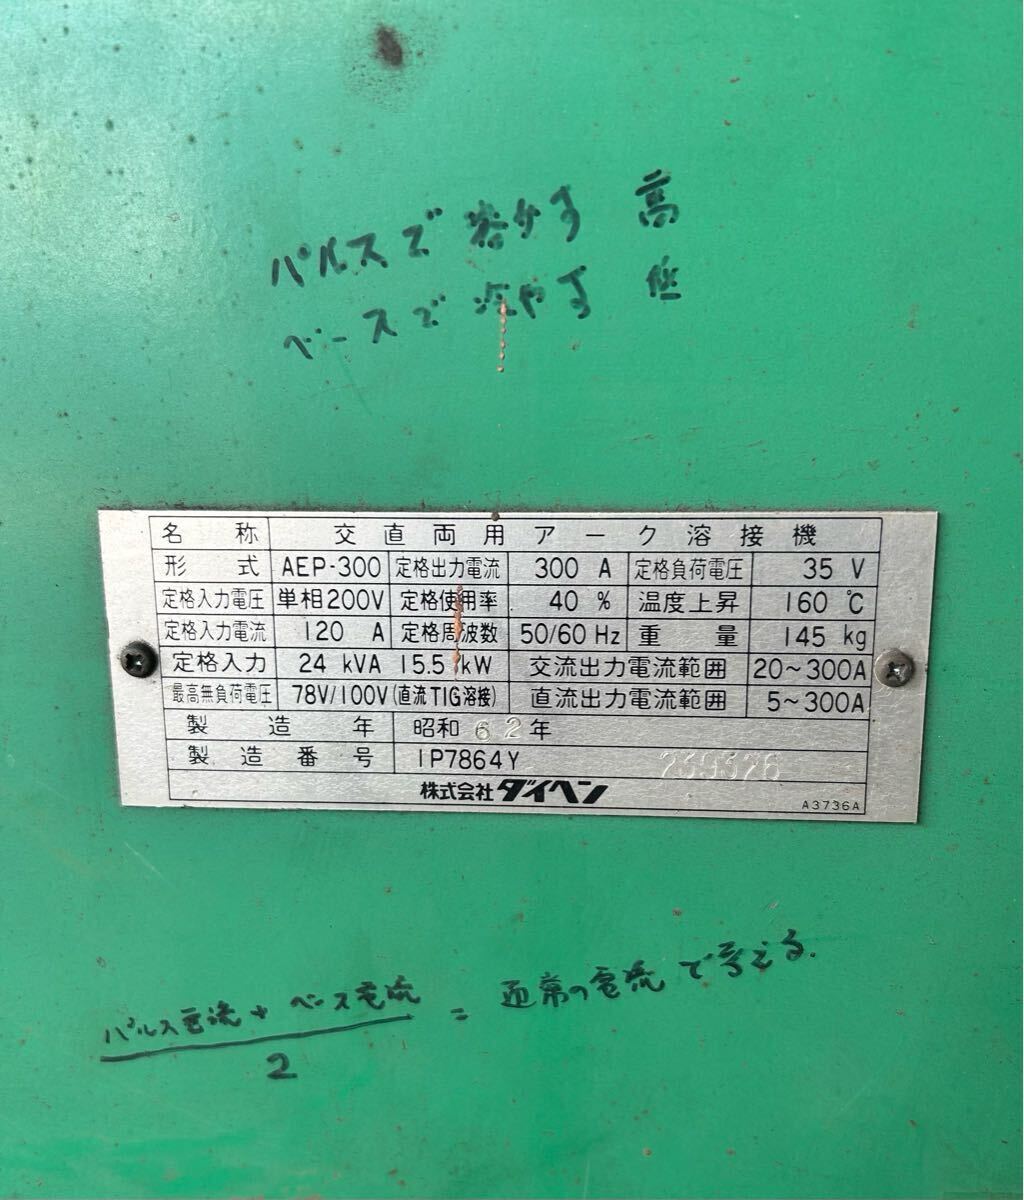 パルスで溶かす 高
ベースで冷やす 低
名称 交直両用アーク溶接機
形式 AEP-300 定格出力電流 300 A 定格負荷電圧 35 V
定格入力電圧 単相200V 定格使用率 40 % 温度上昇 160 ℃
定格入力電流 120 A 定格周波数 50/60 Hz 重量 145 kg
定格入力 24 kVA 15.5 kW 交流出力電流範囲 20~300A
最高無負荷電圧 78V/100V(直流TIG溶接) 直流出力電流範囲 5~300A
製造年 昭和62年
製造番号 1P7864Y 239326
株式会社ダイヘン A3736A
パルス電流+ベース電流
2
= 通常の電流で考える.